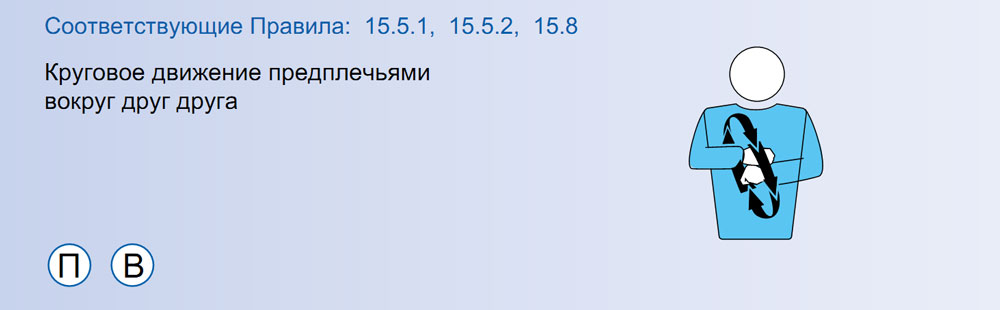 Соответствующие Правила: 15.5.1, 15.5.2, 15.8
Круговое движение предплечьями
вокруг друг друга
П В